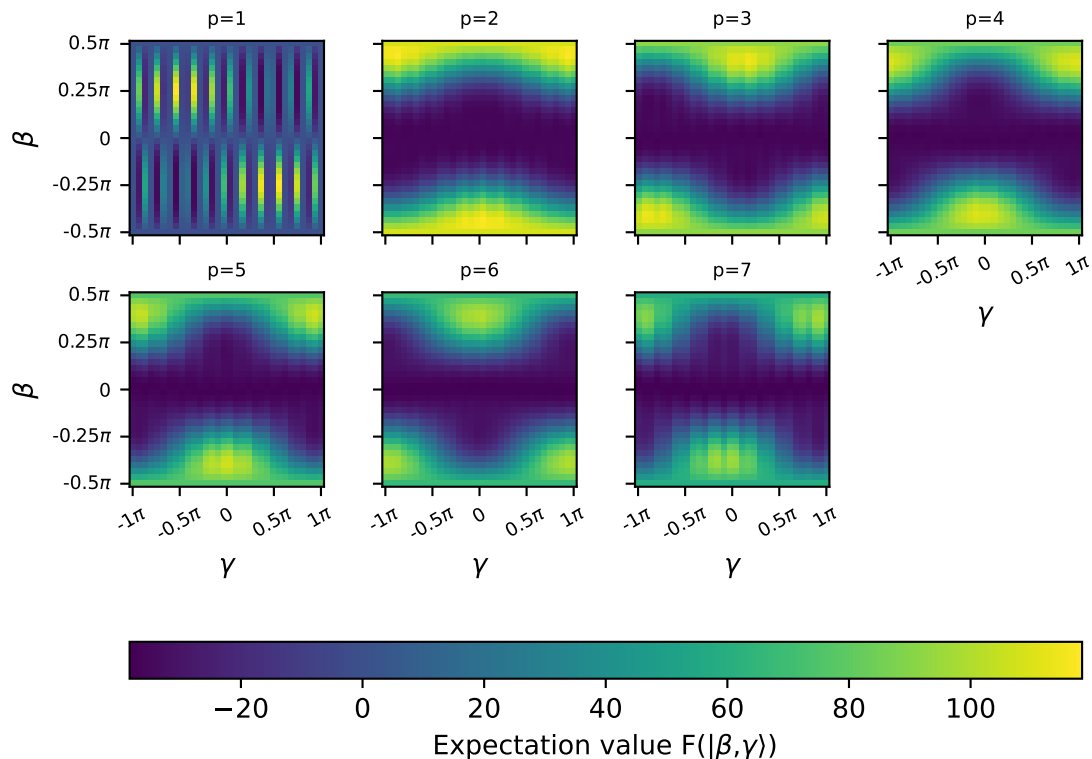 p=1
p=2
p=3
p=4
0.5π
0.25π
0
-0.25π
-0.5π
β
-1π
-0.5π
0
0.5π
1π
γ
p=5
p=6
p=7
0.5π
0.25π
0
-0.25π
-0.5π
β
-1π
-0.5π
0
0.5π
1π
γ
-1π
-0.5π
0
0.5π
1π
γ
-1π
-0.5π
0
0.5π
1π
γ
−20
0
20
40
60
80
100
Expectation value F(|β,γ⟩)